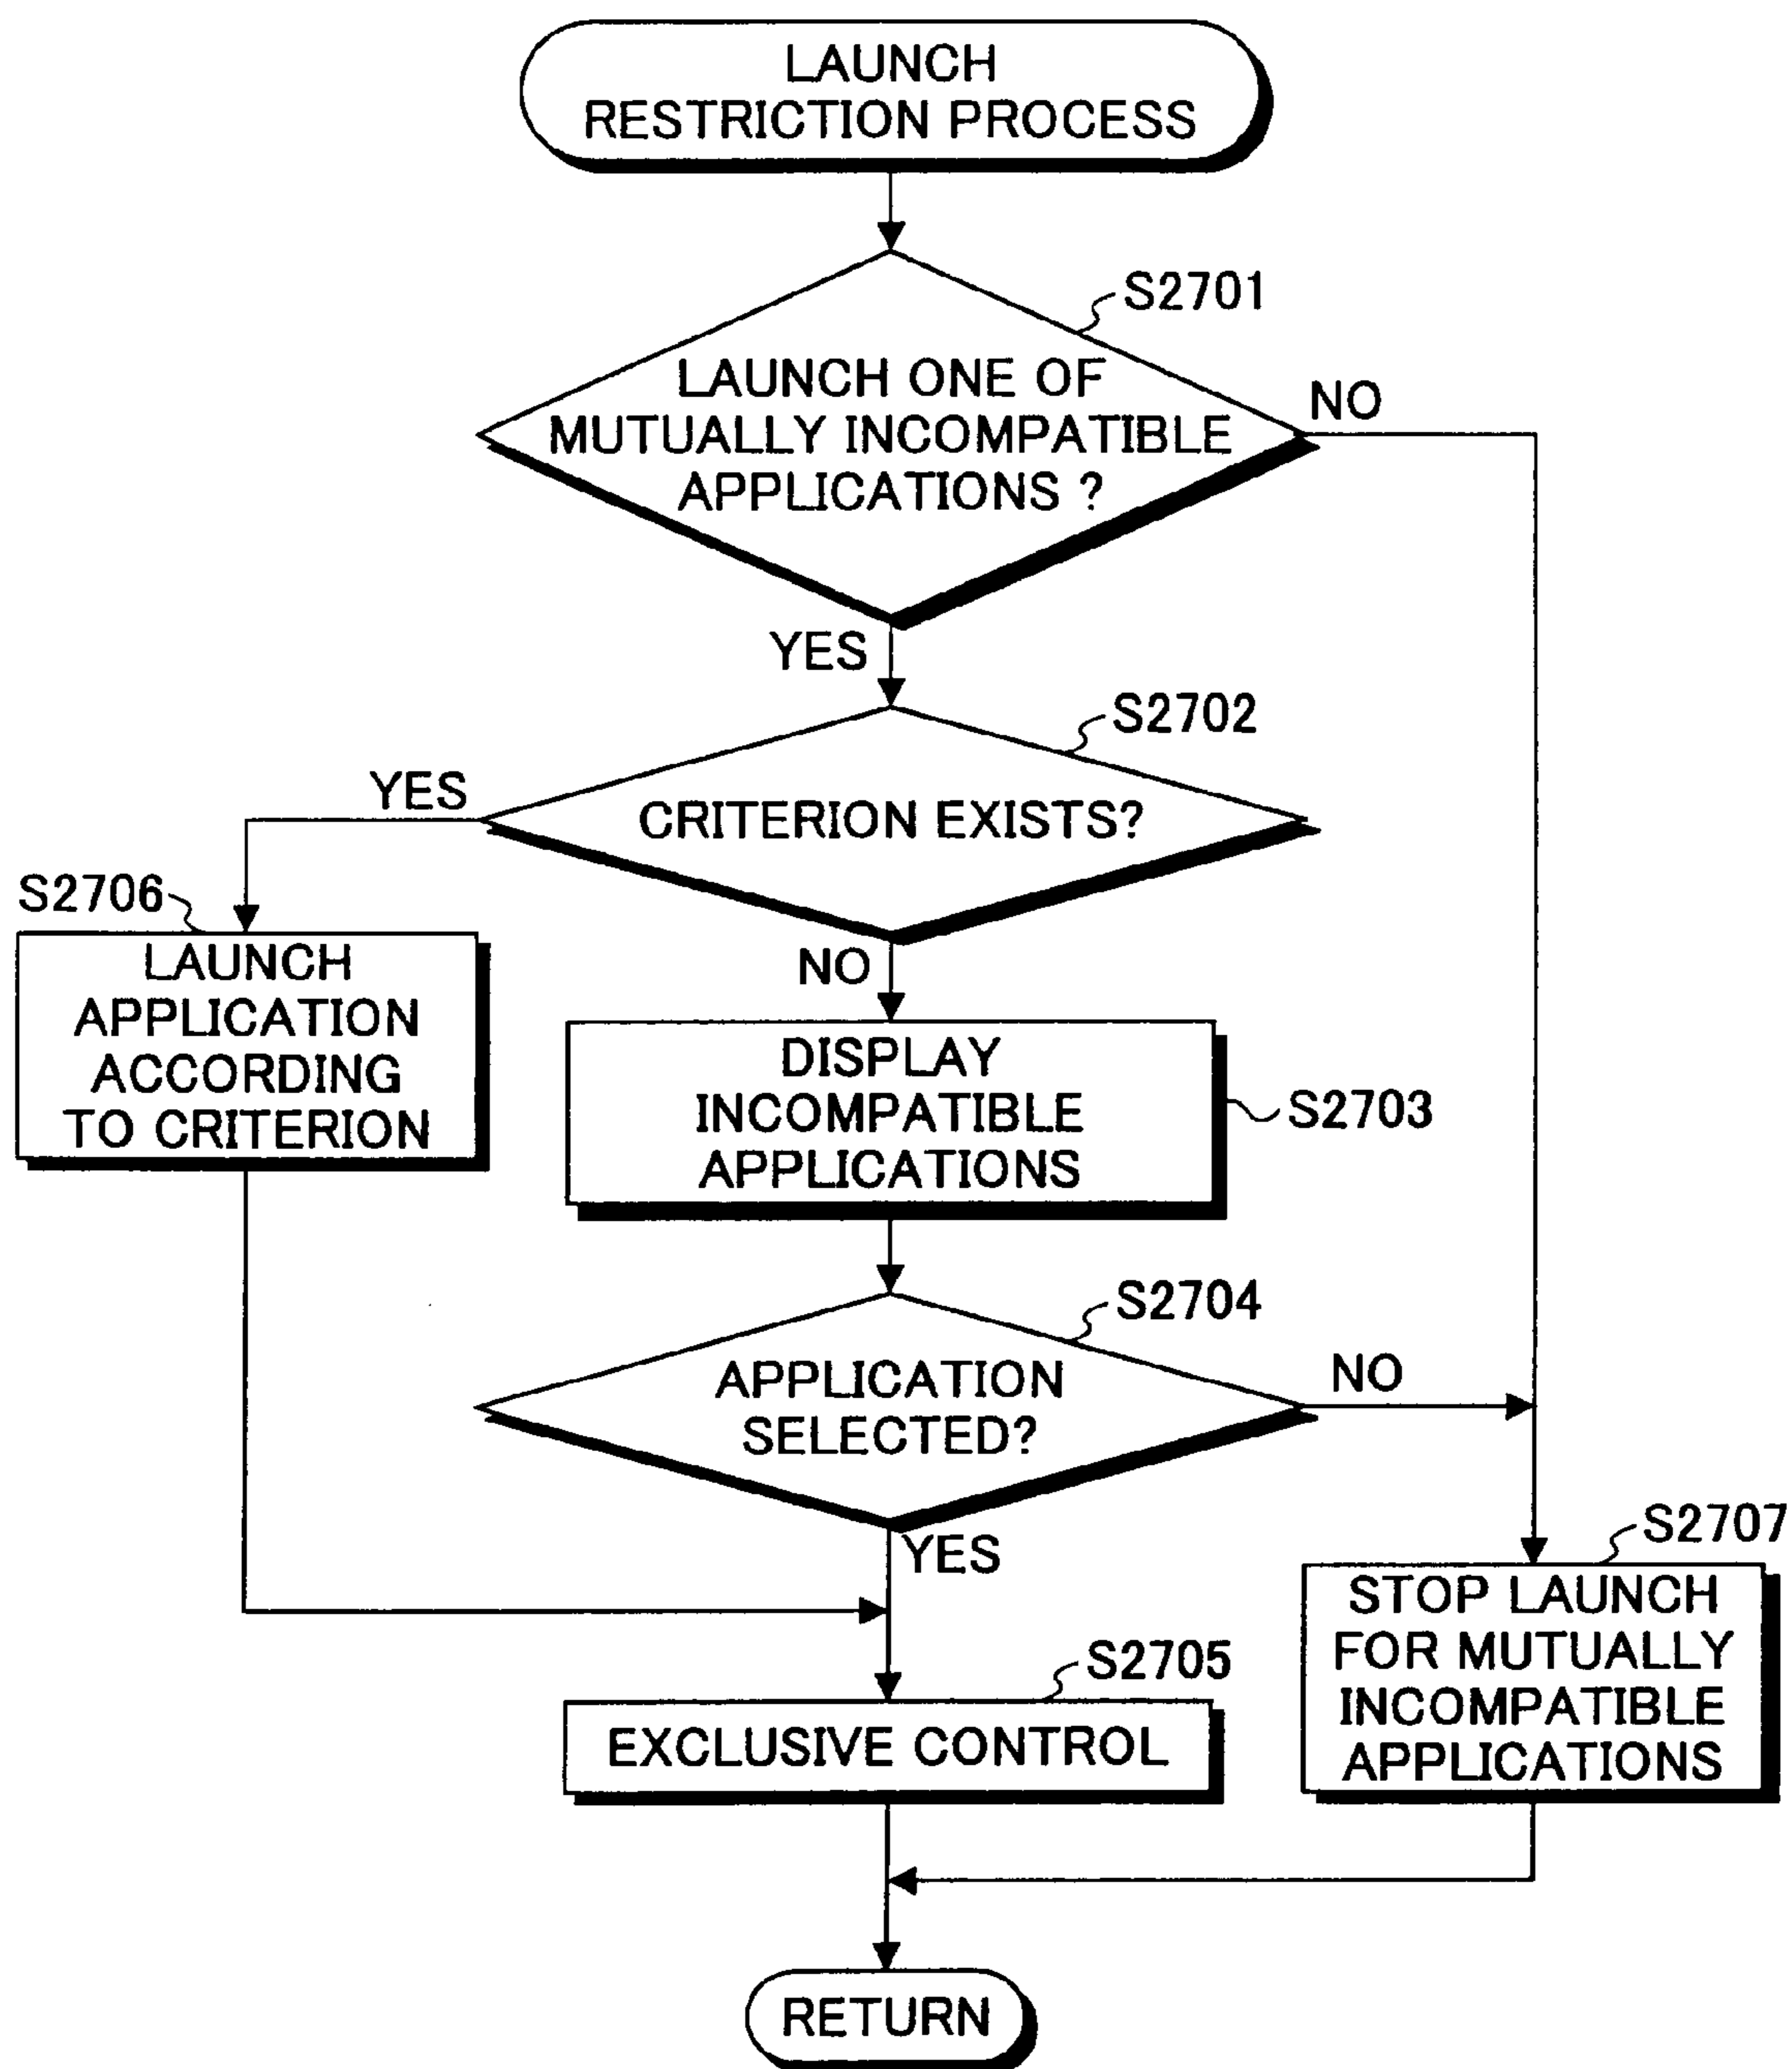 LAUNCH
RESTRICTION PROCESS
S2701
LAUNCH ONE OF
MUTUALLY INCOMPATIBLE
APPLICATIONS ?
NO
YES
S2702
YES
CRITERION EXISTS?
S2706
LAUNCH
APPLICATION
ACCORDING
TO CRITERION
NO
DISPLAY
INCOMPATIBLE
APPLICATIONS
S2703
S2704
APPLICATION
SELECTED?
NO
YES
S2707
STOP LAUNCH
FOR MUTUALLY
INCOMPATIBLE
APPLICATIONS
S2705
EXCLUSIVE CONTROL
RETURN